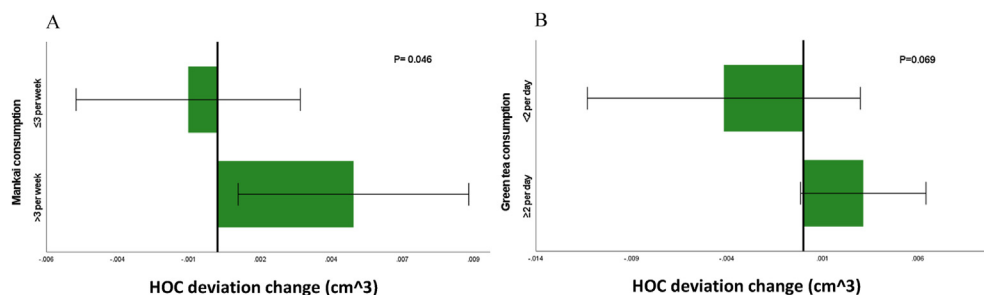 A
P= 0.046
Mankai consumption
≤3 per week
>3 per week
-.006 -.004 -.001 .002 .004 .007 .009
HOC deviation change (cm^3)
B
P=0.069
Green tea consumption
<2 per day
≥2 per day
-.014 -.009 -.004 .001 .006
HOC deviation change (cm^3)